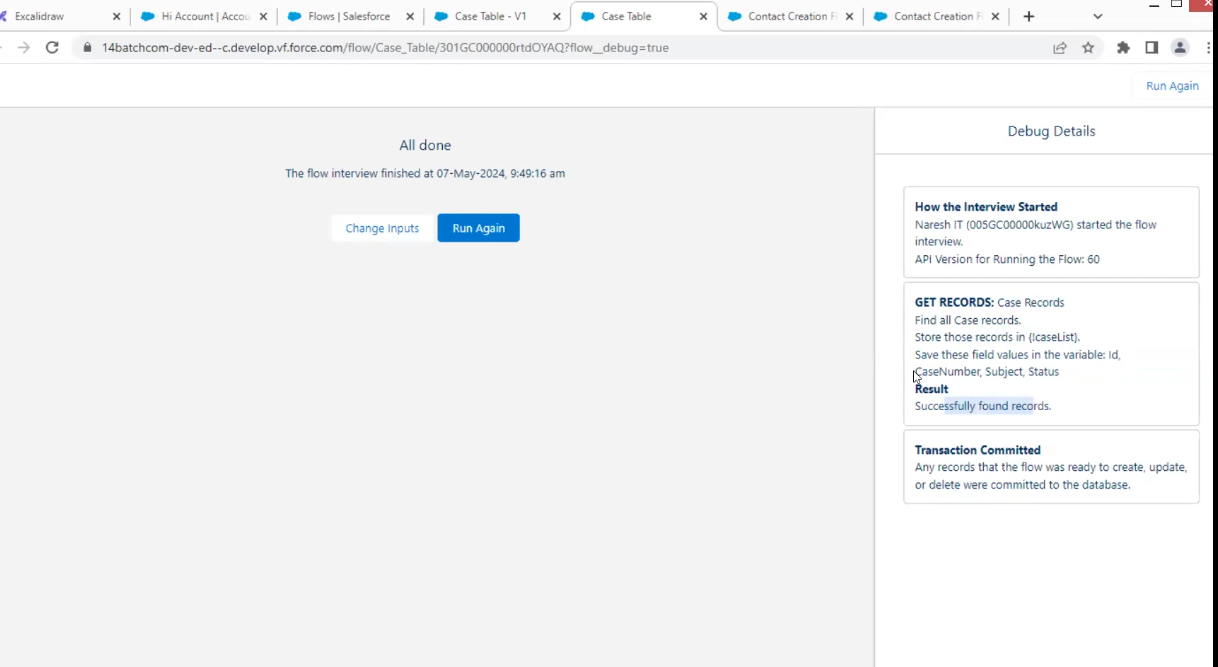 Excalidraw
Hi Account | Accou
Flows | Salesforce
Case Table - V1
Case Table
Contact Creation F
Contact Creation F
14batchcom-dev-ed--c.develop.vf.force.com/flow/Case_Table/301GC000000rtdOYAQ?flow__debug=true
Run Again
All done
The flow interview finished at 07-May-2024, 9:49:16 am
Change Inputs
Run Again
Debug Details
How the Interview Started
Naresh IT (005GC00000kuzWG) started the flow
interview.
API Version for Running the Flow: 60
GET RECORDS: Case Records
Find all Case records.
Store those records in {!caseList}.
Save these field values in the variable: Id,
CaseNumber, Subject, Status
Result
Successfully found records.
Transaction Committed
Any records that the flow was ready to create, update,
or delete were committed to the database.